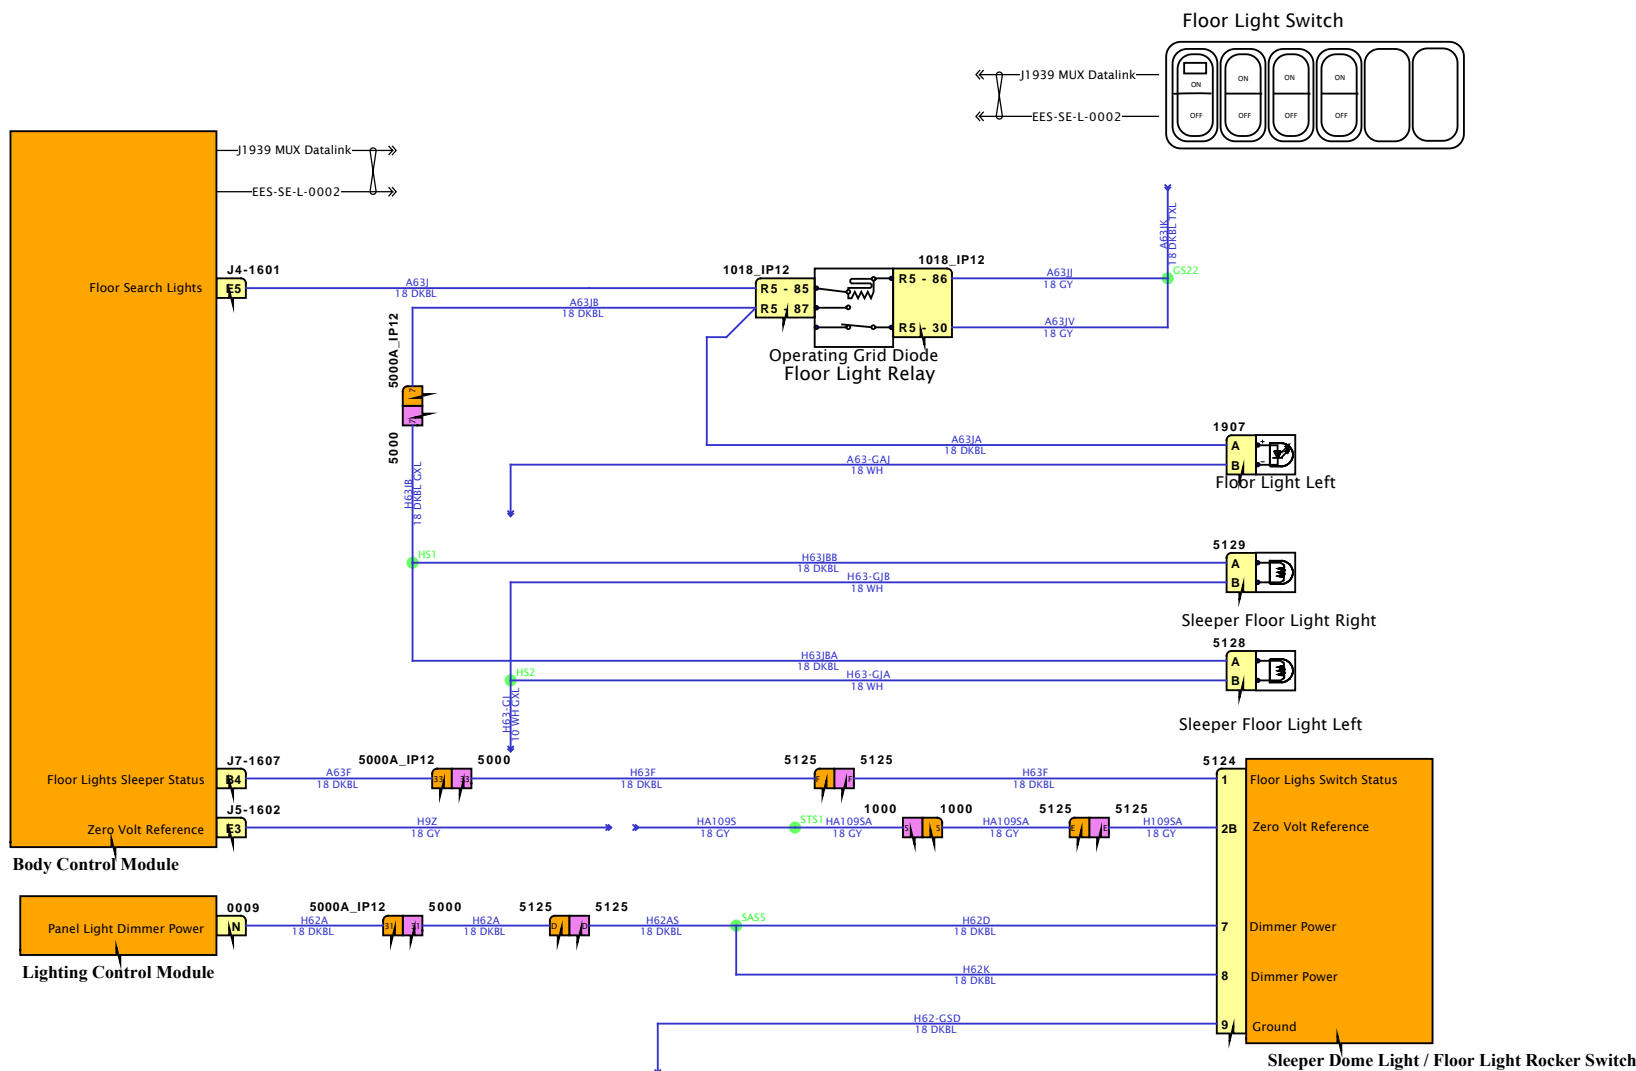 Floor Light Switch
J1939 MUX Datalink
EES-SE-L-0002
ON
OFF
ON
OFF
ON
OFF
ON
OFF
J1939 MUX Datalink
EES-SE-L-0002
A63JK
18 DKBL TXL
GS22
J4-1601
Floor Search Lights
E5
A63J
18 DKBL
A63JB
18 DKBL
1018_IP12
R5 - 85
R5 - 87
1018_IP12
R5 - 86
R5 - 30
A63JJ
18 GY
A63JV
18 GY
Operating Grid Diode
Floor Light Relay
5000A_IP12
7
7
5000
H63JB
18 DKBL GXL
A63JA
18 DKBL
A63-GAJ
18 WH
1907
A
B
+
-
Floor Light Left
HS1
H63JBB
18 DKBL
H63-GJB
18 WH
5129
A
B
Sleeper Floor Light Right
H63JBA
18 DKBL
HS2
H63-GJA
18 WH
5128
A
B
Sleeper Floor Light Left
H63-GJ
10 WH GXL
J7-1607
Floor Lights Sleeper Status
B4
A63F
18 DKBL
5000A_IP12
33
33
5000
H63F
18 DKBL
5125
F
F
5125
H63F
18 DKBL
5124
1
Floor Lighs Switch Status
J5-1602
Zero Volt Reference
E3
H9Z
18 GY
HA109S
18 GY
STS1
HA109SA
18 GY
1000
S
S
1000
HA109SA
18 GY
5125
E
E
5125
H109SA
18 GY
2B
Zero Volt Reference
Body Control Module
0009
Panel Light Dimmer Power
N
H62A
18 DKBL
5000A_IP12
31
31
5000
H62A
18 DKBL
5125
D
D
5125
H62AS
18 DKBL
SAS5
H62D
18 DKBL
7
Dimmer Power
Lighting Control Module
H62K
18 DKBL
8
Dimmer Power
H62-GSD
18 DKBL
9
Ground
Sleeper Dome Light / Floor Light Rocker Switch